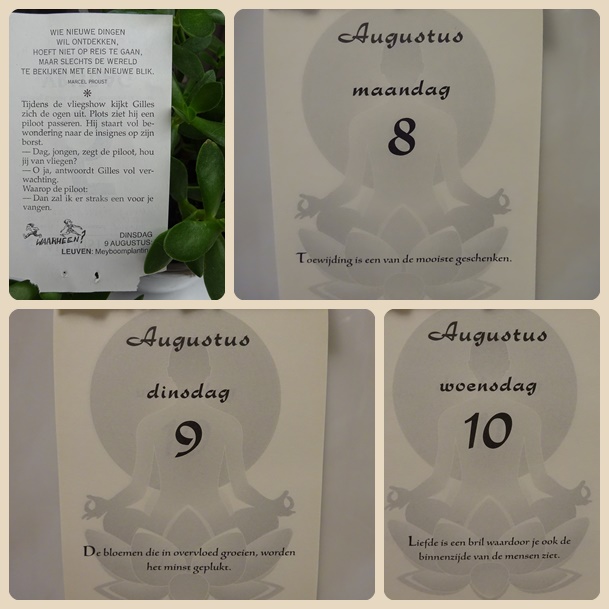 WIE NIEUWE DINGEN
WIL ONTDEKKEN,
HOEFT NIET OP REIS TE GAAN,
MAAR SLECHTS DE WERELD
TE BEKIJKEN MET EEN NIEUWE BLIK.
MARCEL PROUST
Tijdens de vliegshow kijkt Gilles
zich de ogen uit. Plots ziet hij een
piloot passeren. Hij staart vol be-
wondering naar de insignes op zijn
borst.
— Dag, jongen, zegt de piloot, hou
jij van vliegen?
— O ja, antwoordt Gilles vol ver-
wachting.
Waarop de piloot:
— Dan zal ik er straks een voor je
vangen.
WAARHEEN?
DINSDAG
9 AUGUSTUS:
LEUVEN: Meyboomplantin
Augustus
maandag
8
Toewijding is een van de mooiste geschenken.
Augustus
dinsdag
9
De bloemen die in overvloed groeien, worden
het minst geplukt.
Augustus
woensdag
10
Liefde is een bril waardoor je ook de
binnenzijde van de mensen ziet.